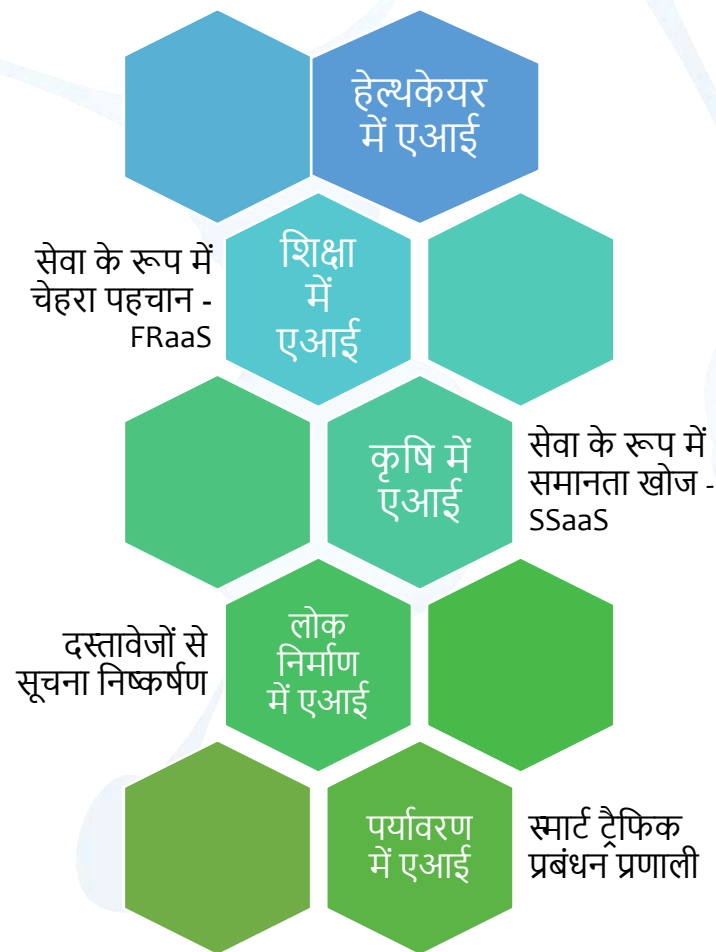 हेल्थकेयर
में एआई
सेवा के रूप में
चेहरा पहचान -
FRaaS
शिक्षा
में
एआई
कृषि में
एआई
सेवा के रूप में
समानता खोज -
SSaaS
दस्तावेजों से
सूचना निष्कर्षण
लोक
निर्माण
में एआई
पर्यावरण
में एआई
स्मार्ट ट्रैफिक
प्रबंधन प्रणाली